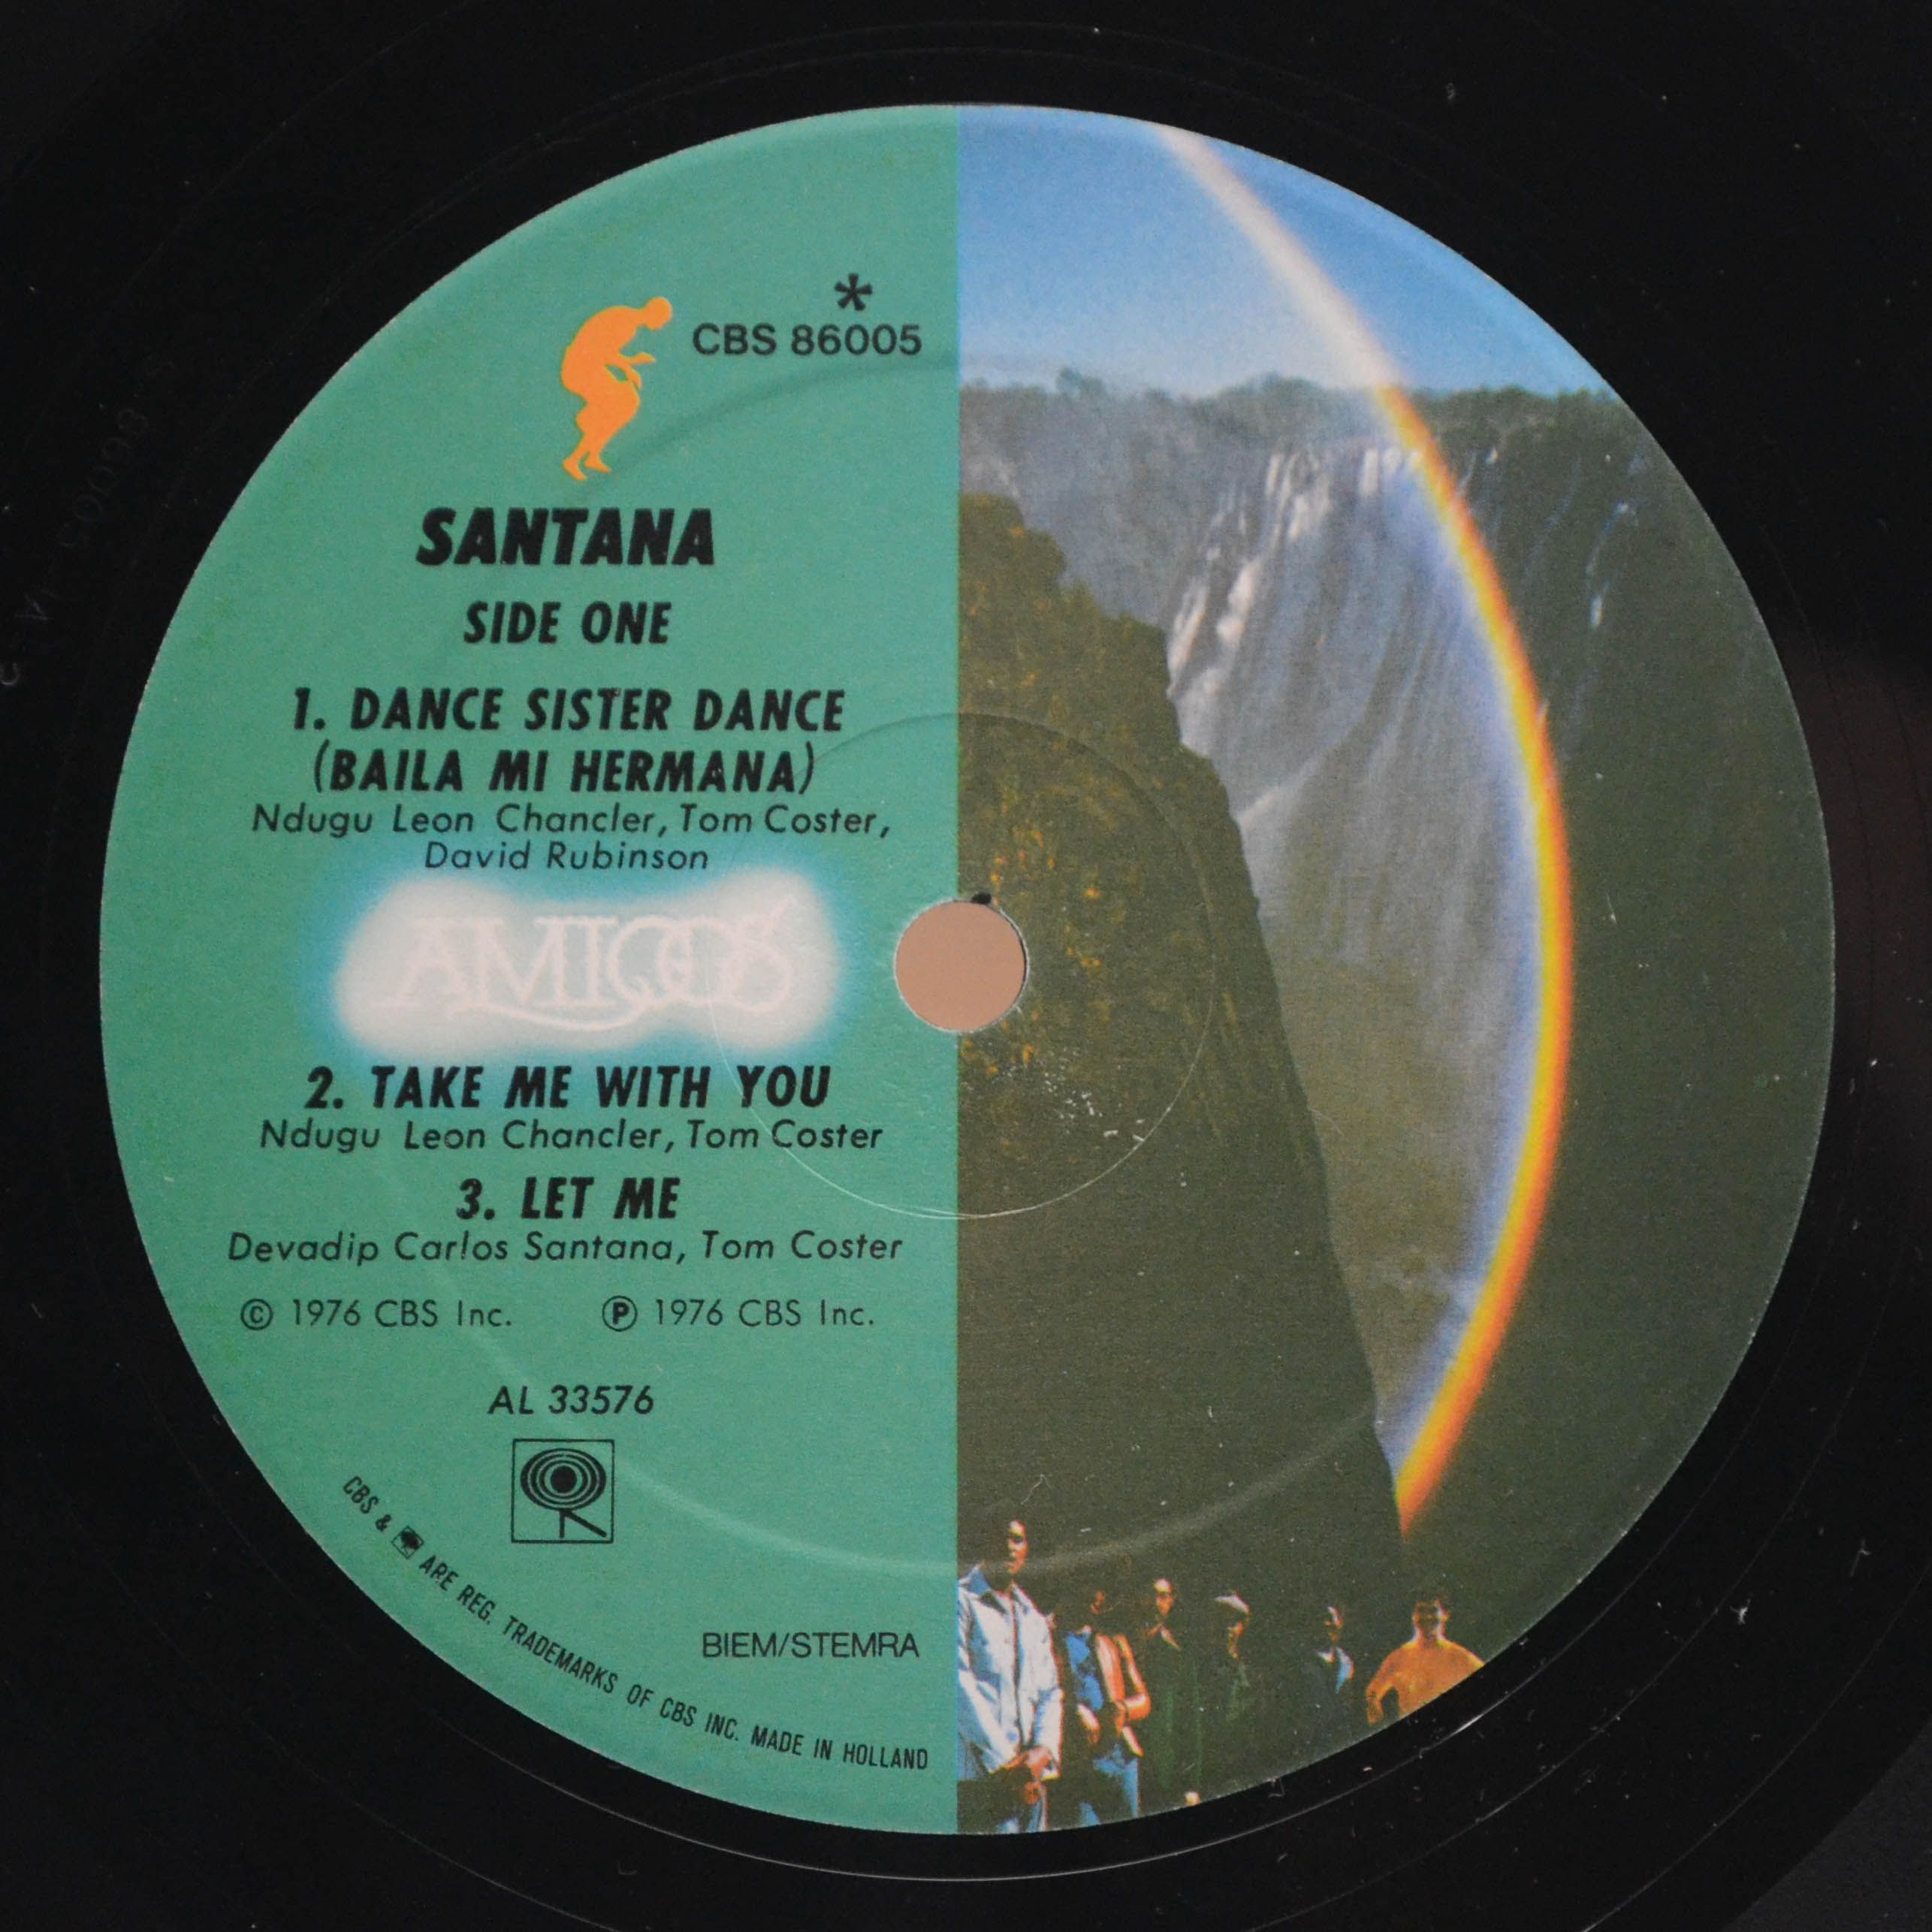 *
CBS 86005
SANTANA
SIDE ONE
1. DANCE SISTER DANCE
(BAILA MI HERMANA)
Ndugu Leon Chancler, Tom Coster,
David Rubinson
AMIGOS
2. TAKE ME WITH YOU
Ndugu Leon Chancler, Tom Coster
3. LET ME
Devadip Carlos Santana, Tom Coster
© 1976 CBS Inc. ℗ 1976 CBS Inc.
AL 33576
BIEM/STEMRA
CBS & ARE REG. TRADEMARKS OF CBS INC. MADE IN HOLLAND